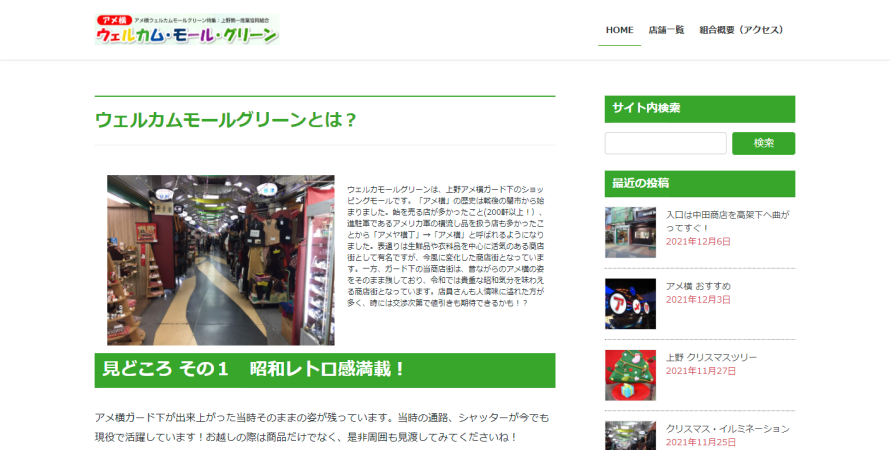 アメ横 アメ横ウェルカムモールグリーン特集：上野第一商業協同組合
ウェルカム・モール・グリーン
HOME 店舗一覧 組合概要（アクセス）
ウェルカムモールグリーンとは？
ウェルカモールグリーンは、上野アメ横ガード下のショッ
ピングモールです。「アメ横」の歴史は戦後の闇市から始
まりました。飴を売る店が多かったこと(200軒以上！）、
進駐軍であるアメリカ軍の横流し品を扱う店も多かったこ
とから「アメヤ横丁」→「アメ横」と呼ばれるようになり
ました。表通りは生鮮品や衣料品を中心に活気のある商店
街として有名ですが、今風に変化した商店街となっていま
す。一方、ガード下の当商店街は、昔ながらのアメ横の姿
をそのまま残しており、令和では貴重な昭和気分を味わえ
る商店街となっています。店員さんも人情味に溢れた方が
多く、時には交渉次第で値引きも期待できるかも！？
見どころ その１　昭和レトロ感満載！
アメ横ガード下が出来上がった当時そのままの姿が残っています。当時の通路、シャッターが今でも
現役で活躍しています！お越しの際は商品だけでなく、是非周囲も見渡してみてくださいね！
サイト内検索
検索
最近の投稿
入口は中田商店を高架下へ曲が
ってすぐ！
2021年12月6日
アメ横 おすすめ
2021年12月3日
上野 クリスマスツリー
2021年11月27日
クリスマス・イルミネーション
2021年11月25日